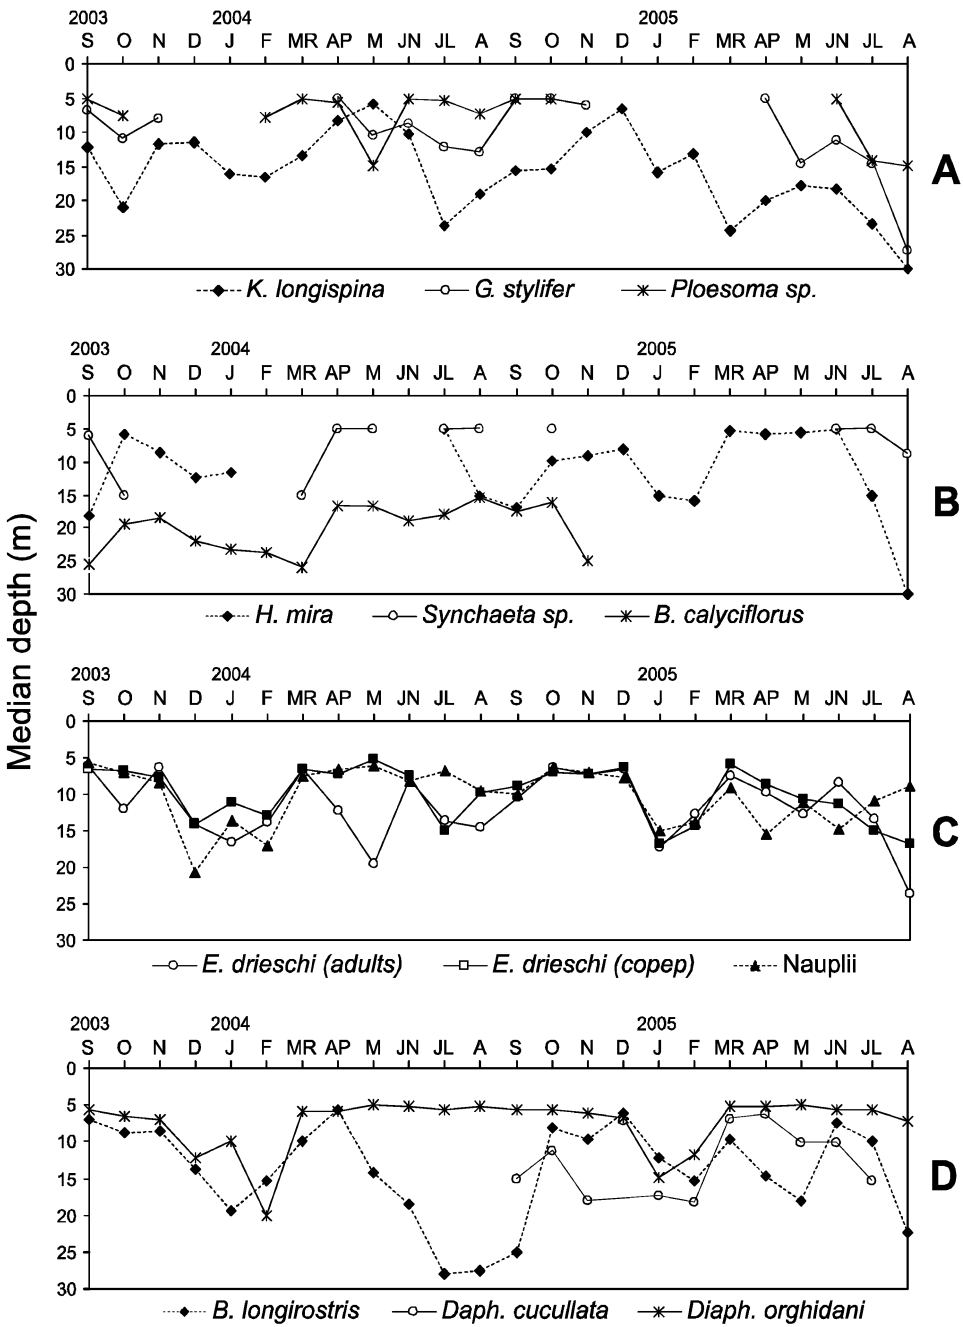 2003 2004 2005
S O N D J F MR AP M JN JL A S O N D J F MR AP M JN JL A
0
5
10
15
20
25
30
A
K. longispina G. stylifer Ploesoma sp.
2003 2004 2005
S O N D J F MR AP M JN JL A S O N D J F MR AP M JN JL A
0
5
10
15
20
25
30
B
H. mira Synchaeta sp. B. calyciflorus
Median depth (m)
2003 2004 2005
S O N D J F MR AP M JN JL A S O N D J F MR AP M JN JL A
0
5
10
15
20
25
30
C
E. drieschi (adults) E. drieschi (copep) Nauplii
2003 2004 2005
S O N D J F MR AP M JN JL A S O N D J F MR AP M JUN JL A
0
5
10
15
20
25
30
D
B. longirostris Daph. cucullata Diaph. orghidani